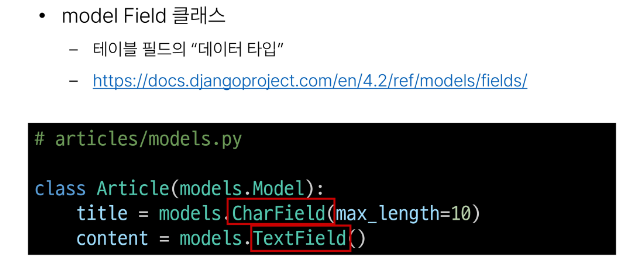 • model Field 클래스
– 테이블 필드의 “데이터 타입”
– https://docs.djangoproject.com/en/4.2/ref/models/fields/
# articles/models.py
class Article(models.Model):
    title = models.CharField(max_length=10)
    content = models.TextField()